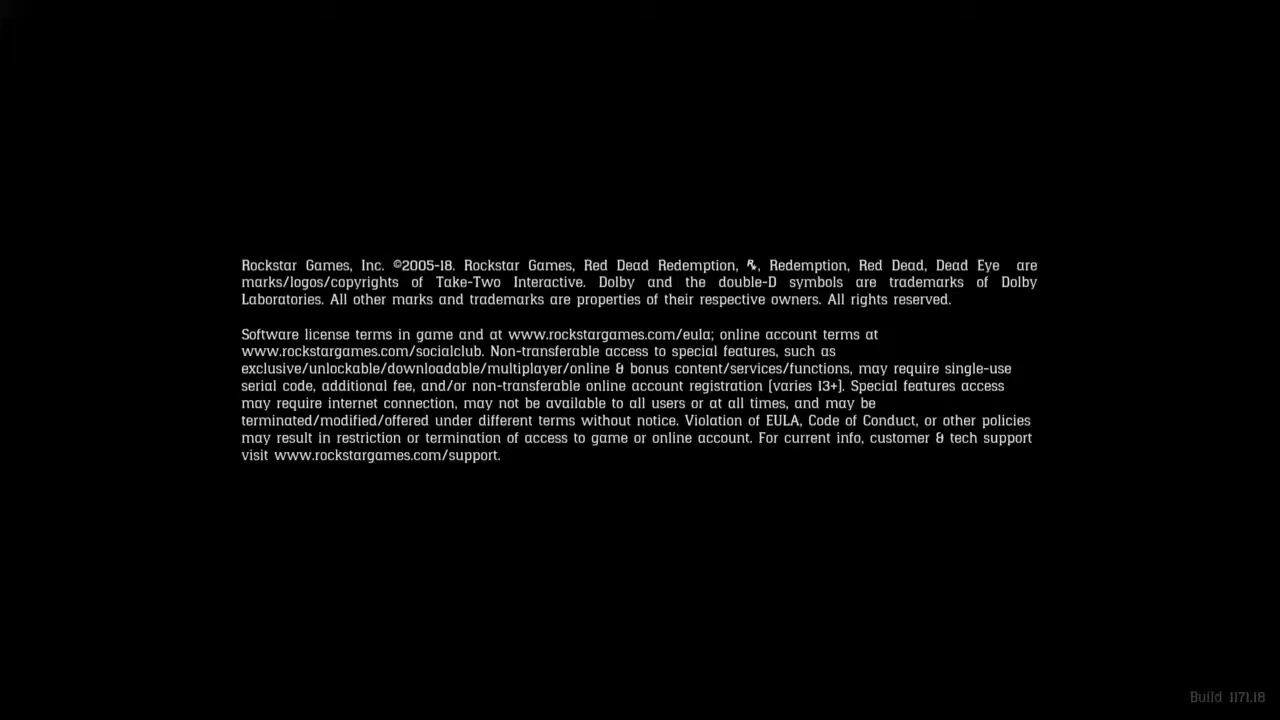 Rockstar Games, Inc. ©2005-18. Rockstar Games, Red Dead Redemption, R★, Redemption, Red Dead, Dead Eye are
marks/logos/copyrights of Take-Two Interactive. Dolby and the double-D symbols are trademarks of Dolby
Laboratories. All other marks and trademarks are properties of their respective owners. All rights reserved.
Software license terms in game and at www.rockstargames.com/eula; online account terms at
www.rockstargames.com/socialclub. Non-transferable access to special features, such as
exclusive/unlockable/downloadable/multiplayer/online & bonus content/services/functions, may require single-use
serial code, additional fee, and/or non-transferable online account registration (varies 13+). Special features access
may require internet connection, may not be available to all users or at all times, and may be
terminated/modified/offered under different terms without notice. Violation of EULA, Code of Conduct, or other policies
may result in restriction or termination of access to game or online account. For current info, customer & tech support
visit www.rockstargames.com/support.
Build 1171.18